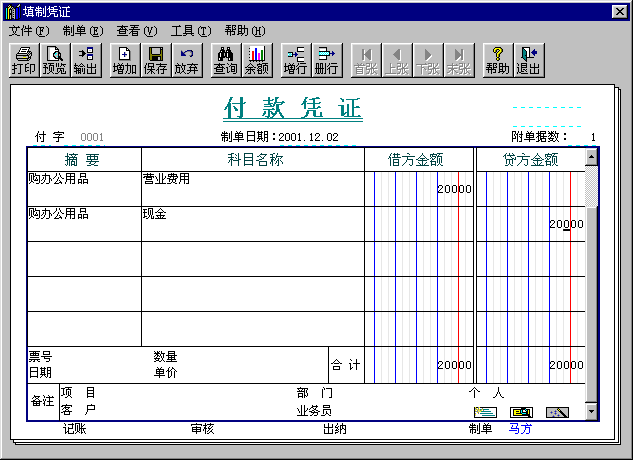 填制凭证
文件(F) 制单(E) 查看(V) 工具(T) 帮助(H)
打印 预览 输出 增加 保存 放弃 查询 余额 增行 删行 首张 上张 下张 末张 帮助 退出
付 款 凭 证
付 字 0001 制单日期：2001.12.02 附单据数： 1
摘 要 科目名称 借方金额 贷方金额
购办公用品 营业费用 20000
购办公用品 现金 20000
票号 数量 合 计 20000 20000
日期 单价
备注 项 目 部 门 个 人
客 户 业务员
记账 审核 出纳 制单 马方